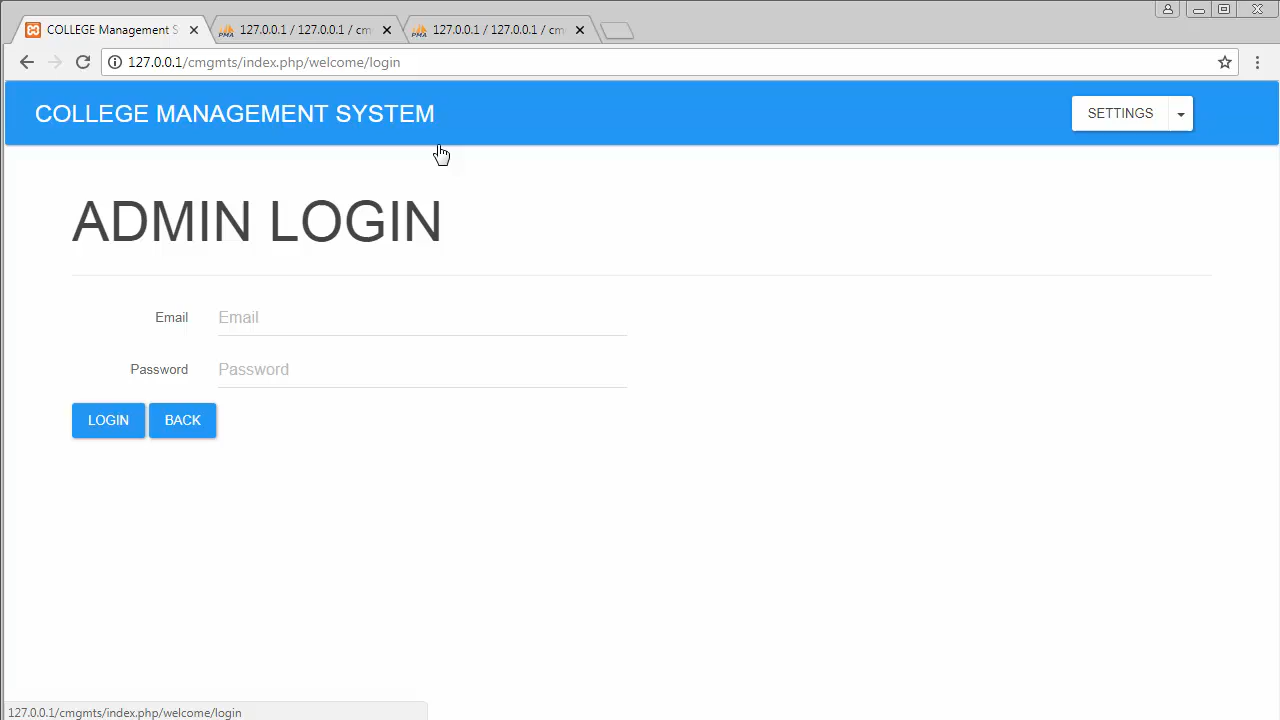 COLLEGE Management S
127.0.0.1 / 127.0.0.1 / cm
127.0.0.1 / 127.0.0.1 / cm
127.0.0.1/cmgmts/index.php/welcome/login
COLLEGE MANAGEMENT SYSTEM
SETTINGS
ADMIN LOGIN
Email
Email
Password
Password
LOGIN
BACK
127.0.0.1/cmgmts/index.php/welcome/login